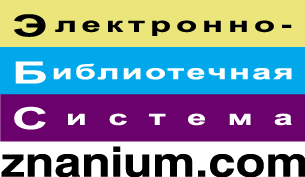 Электронно-
Библиотечная
Система
znanium.com